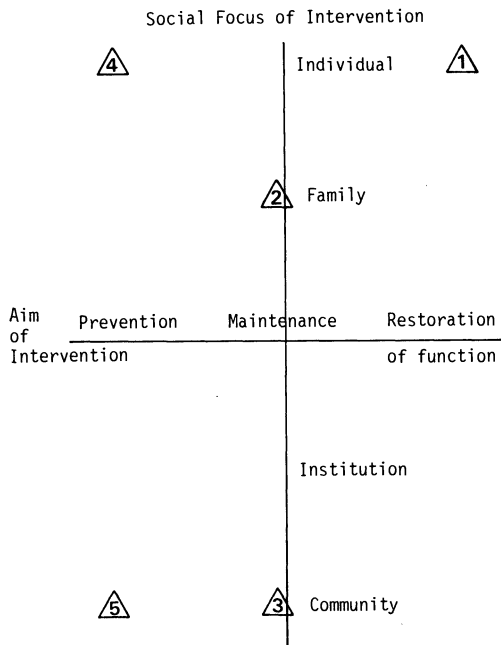 Social Focus of Intervention
4
Individual
1
2
Family
Aim
of
Intervention
Prevention
Maintenance
Restoration
of function
Institution
5
3
Community